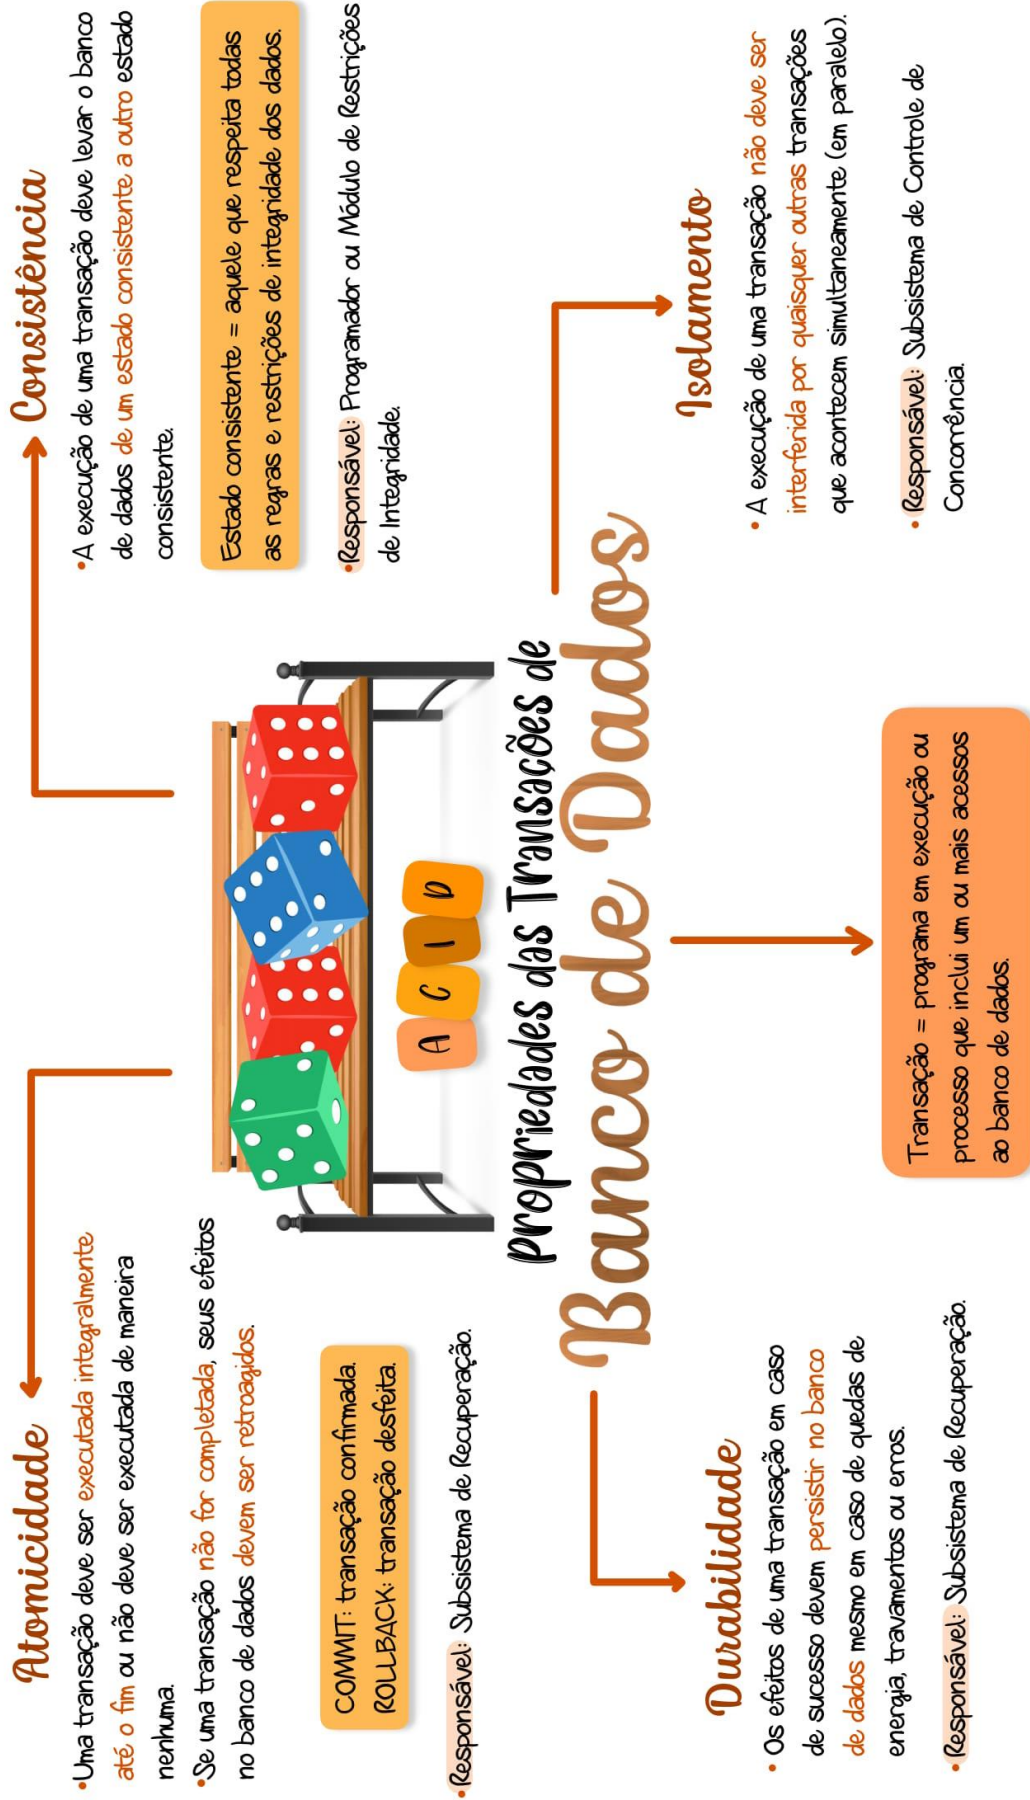 Atomicidade
•Uma transação deve ser executada integralmente
até o fim ou não deve ser executada de maneira
nenhuma.
•Se uma transação não for completada, seus efeitos
no banco de dados devem ser retroagidos.
COMMIT: transação confirmada.
ROLLBACK: transação desfeita.
•Responsável: Subsistema de Recuperação.
Consistência
•A execução de uma transação deve levar o banco
de dados de um estado consistente a outro estado
consistente.
Estado consistente = aquele que respeita todas
as regras e restrições de integridade dos dados.
•Responsável: Programador ou Módulo de Restrições
de Integridade.
A C I D
Propriedades das Transações de
Banco de Dados
Durabilidade
• Os efeitos de uma transação em caso
de sucesso devem persistir no banco
de dados mesmo em caso de quedas de
energia, travamentos ou erros.
•Responsável: Subsistema de Recuperação.
Transação = programa em execução ou
processo que inclui um ou mais acessos
ao banco de dados.
Isolamento
• A execução de uma transação não deve ser
interferida por quaisquer outras transações
que acontecem simultaneamente (em paralelo).
• Responsável: Subsistema de Controle de
Concorrência.